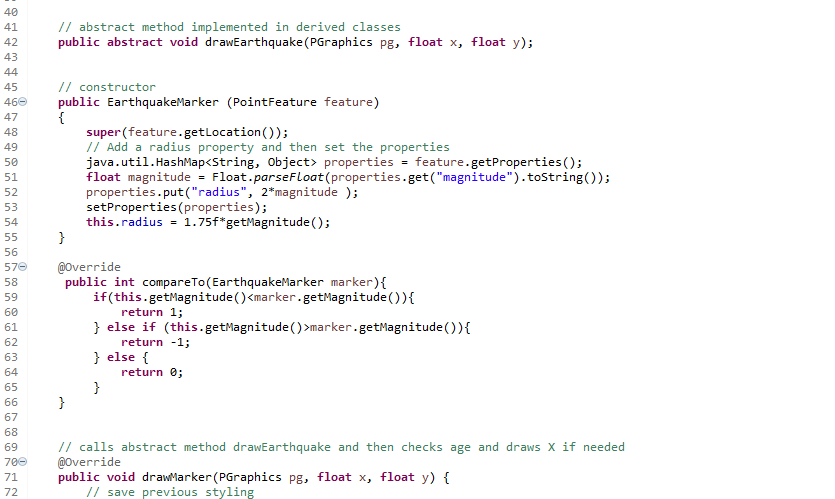 40
41 // abstract method implemented in derived classes
42 public abstract void drawEarthquake(PGraphics pg, float x, float y);
43
44
45 // constructor
46 public EarthquakeMarker (PointFeature feature)
47 {
48 super(feature.getLocation());
49 // Add a radius property and then set the properties
50 java.util.HashMap<String, Object> properties = feature.getProperties();
51 float magnitude = Float.parseFloat(properties.get("magnitude").toString());
52 properties.put("radius", 2*magnitude );
53 setProperties(properties);
54 this.radius = 1.75f*getMagnitude();
55 }
56
57 @Override
58 public int compareTo(EarthquakeMarker marker){
59 if(this.getMagnitude()<marker.getMagnitude()){
60 return 1;
61 } else if (this.getMagnitude()>marker.getMagnitude()){
62 return -1;
63 } else {
64 return 0;
65 }
66 }
67
68
69 // calls abstract method drawEarthquake and then checks age and draws X if needed
70 @Override
71 public void drawMarker(PGraphics pg, float x, float y) {
72 // save previous styling